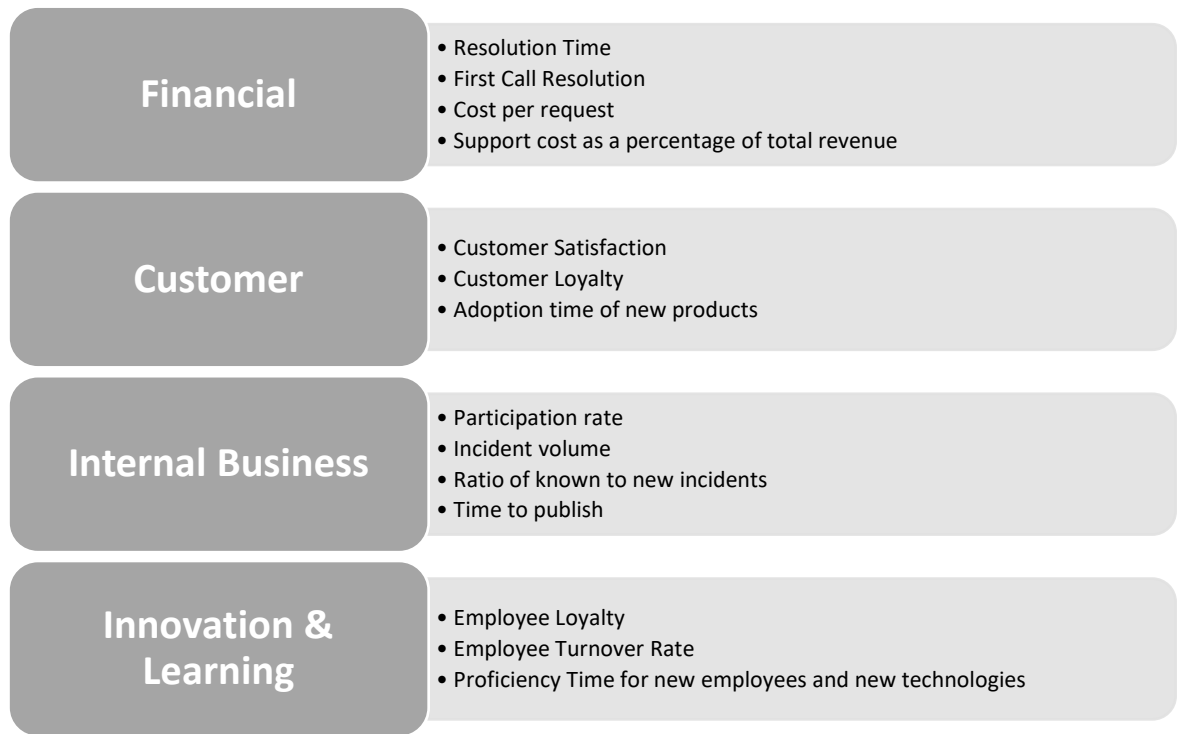 Financial
• Resolution Time
• First Call Resolution
• Cost per request
• Support cost as a percentage of total revenue
Customer
• Customer Satisfaction
• Customer Loyalty
• Adoption time of new products
Internal Business
• Participation rate
• Incident volume
• Ratio of known to new incidents
• Time to publish
Innovation &
Learning
• Employee Loyalty
• Employee Turnover Rate
• Proficiency Time for new employees and new technologies